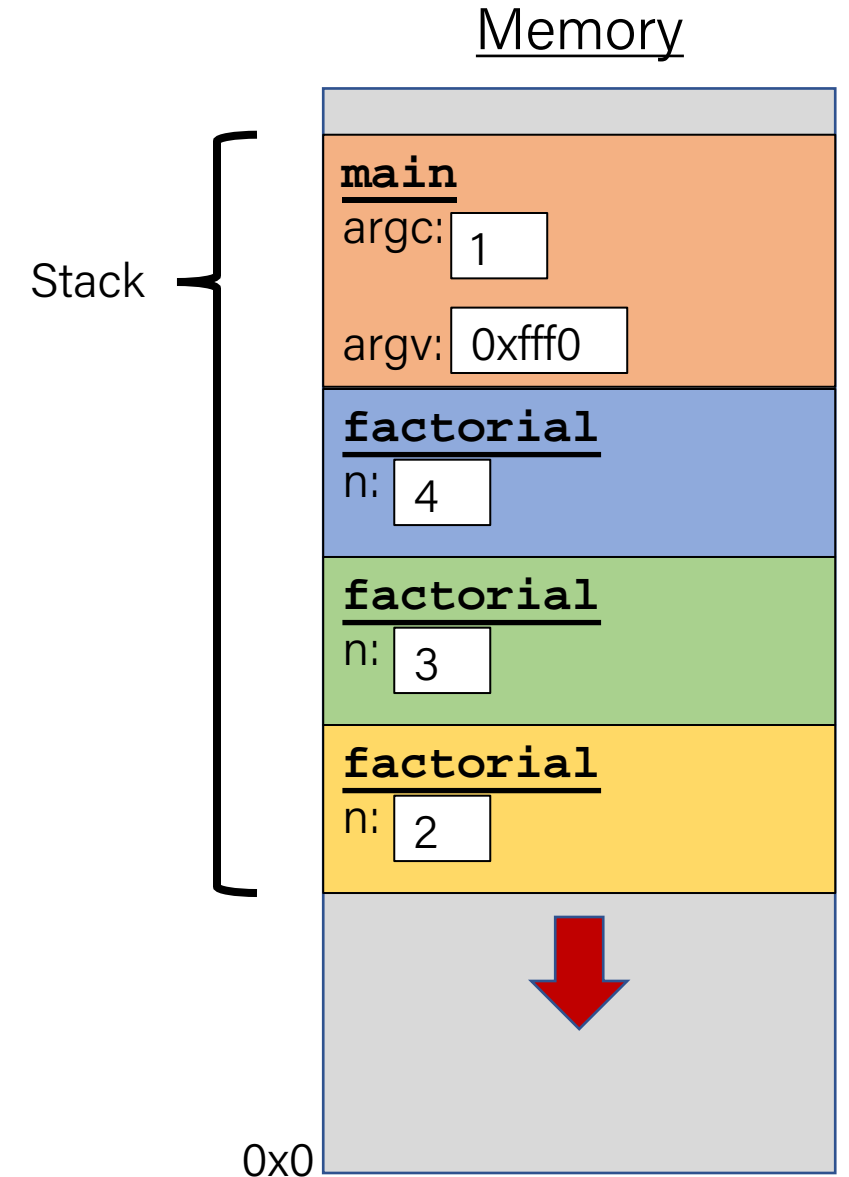 Memory
main
argc: 1
Stack
argv: 0xfff0
factorial
n: 4
factorial
n: 3
factorial
n: 2
0x0